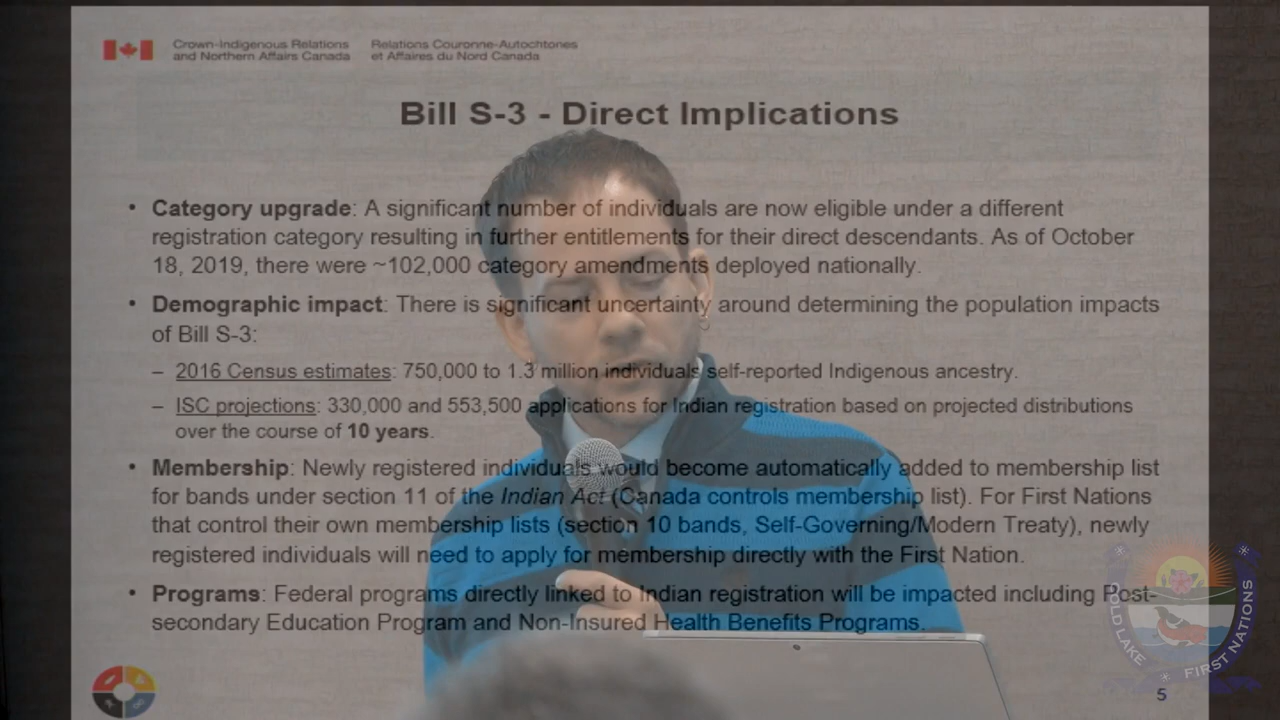 Crown-Indigenous Relations
and Northern Affairs Canada
Relations Couronne-Autochtones
et Affaires du Nord Canada
Bill S-3 - Direct Implications
• Category upgrade: A significant number of individuals are now eligible under a different
registration category resulting in further entitlements for their direct descendants. As of October
18, 2019, there were ~102,000 category amendments deployed nationally.
• Demographic impact: There is significant uncertainty around determining the population impacts
of Bill S-3:
– 2016 Census estimates: 750,000 to 1.3 million individuals self-reported Indigenous ancestry.
– ISC projections: 330,000 and 553,500 applications for Indian registration based on projected distributions
over the course of 10 years.
• Membership: Newly registered individuals would become automatically added to membership list
for bands under section 11 of the Indian Act (Canada controls membership list). For First Nations
that control their own membership lists (section 10 bands, Self-Governing/Modern Treaty), newly
registered individuals will need to apply for membership directly with the First Nation.
• Programs: Federal programs directly linked to Indian registration will be impacted including Post-
secondary Education Program and Non-Insured Health Benefits Programs.
COLD LAKE FIRST NATIONS
5